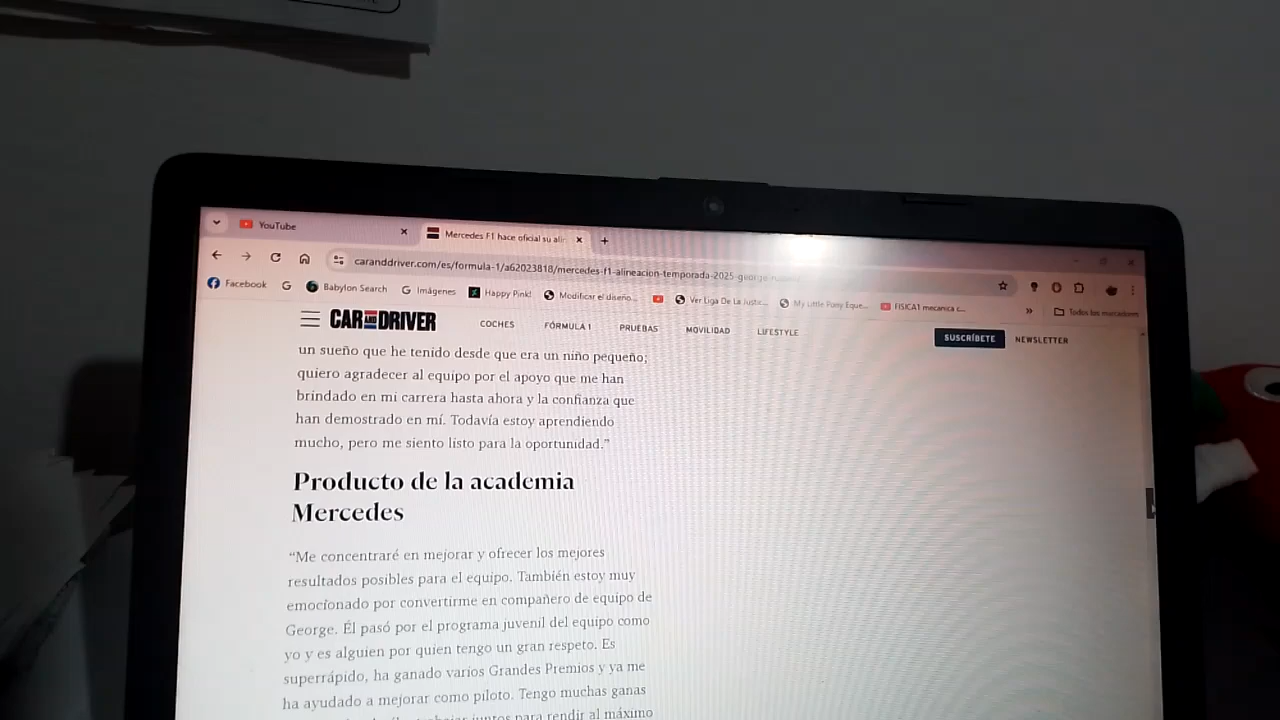 YouTube
Mercedes F1 hace oficial su alin
caranddriver.com/es/formula-1/a62023818/mercedes-f1-alineacion-temporada-2025-george-
Facebook
Babylon Search
Imágenes
Happy Pink!
Modificar el diseño...
Ver Liga De La Justic...
My Little Pony Eque...
FISICA1 mecanica c...
»
Todos los marcadores
CAR AND DRIVER
COCHES
FÓRMULA 1
PRUEBAS
MOVILIDAD
LIFESTYLE
SUSCRÍBETE
NEWSLETTER
un sueño que he tenido desde que era un niño pequeño;
quiero agradecer al equipo por el apoyo que me han
brindado en mi carrera hasta ahora y la confianza que
han demostrado en mí. Todavía estoy aprendiendo
mucho, pero me siento listo para la oportunidad.”
Producto de la academia
Mercedes
“Me concentraré en mejorar y ofrecer los mejores
resultados posibles para el equipo. También estoy muy
emocionado por convertirme en compañero de equipo de
George. Él pasó por el programa juvenil del equipo como
yo y es alguien por quien tengo un gran respeto. Es
superrápido, ha ganado varios Grandes Premios y ya me
ha ayudado a mejorar como piloto. Tengo muchas ganas
juntos para rendir al máximo